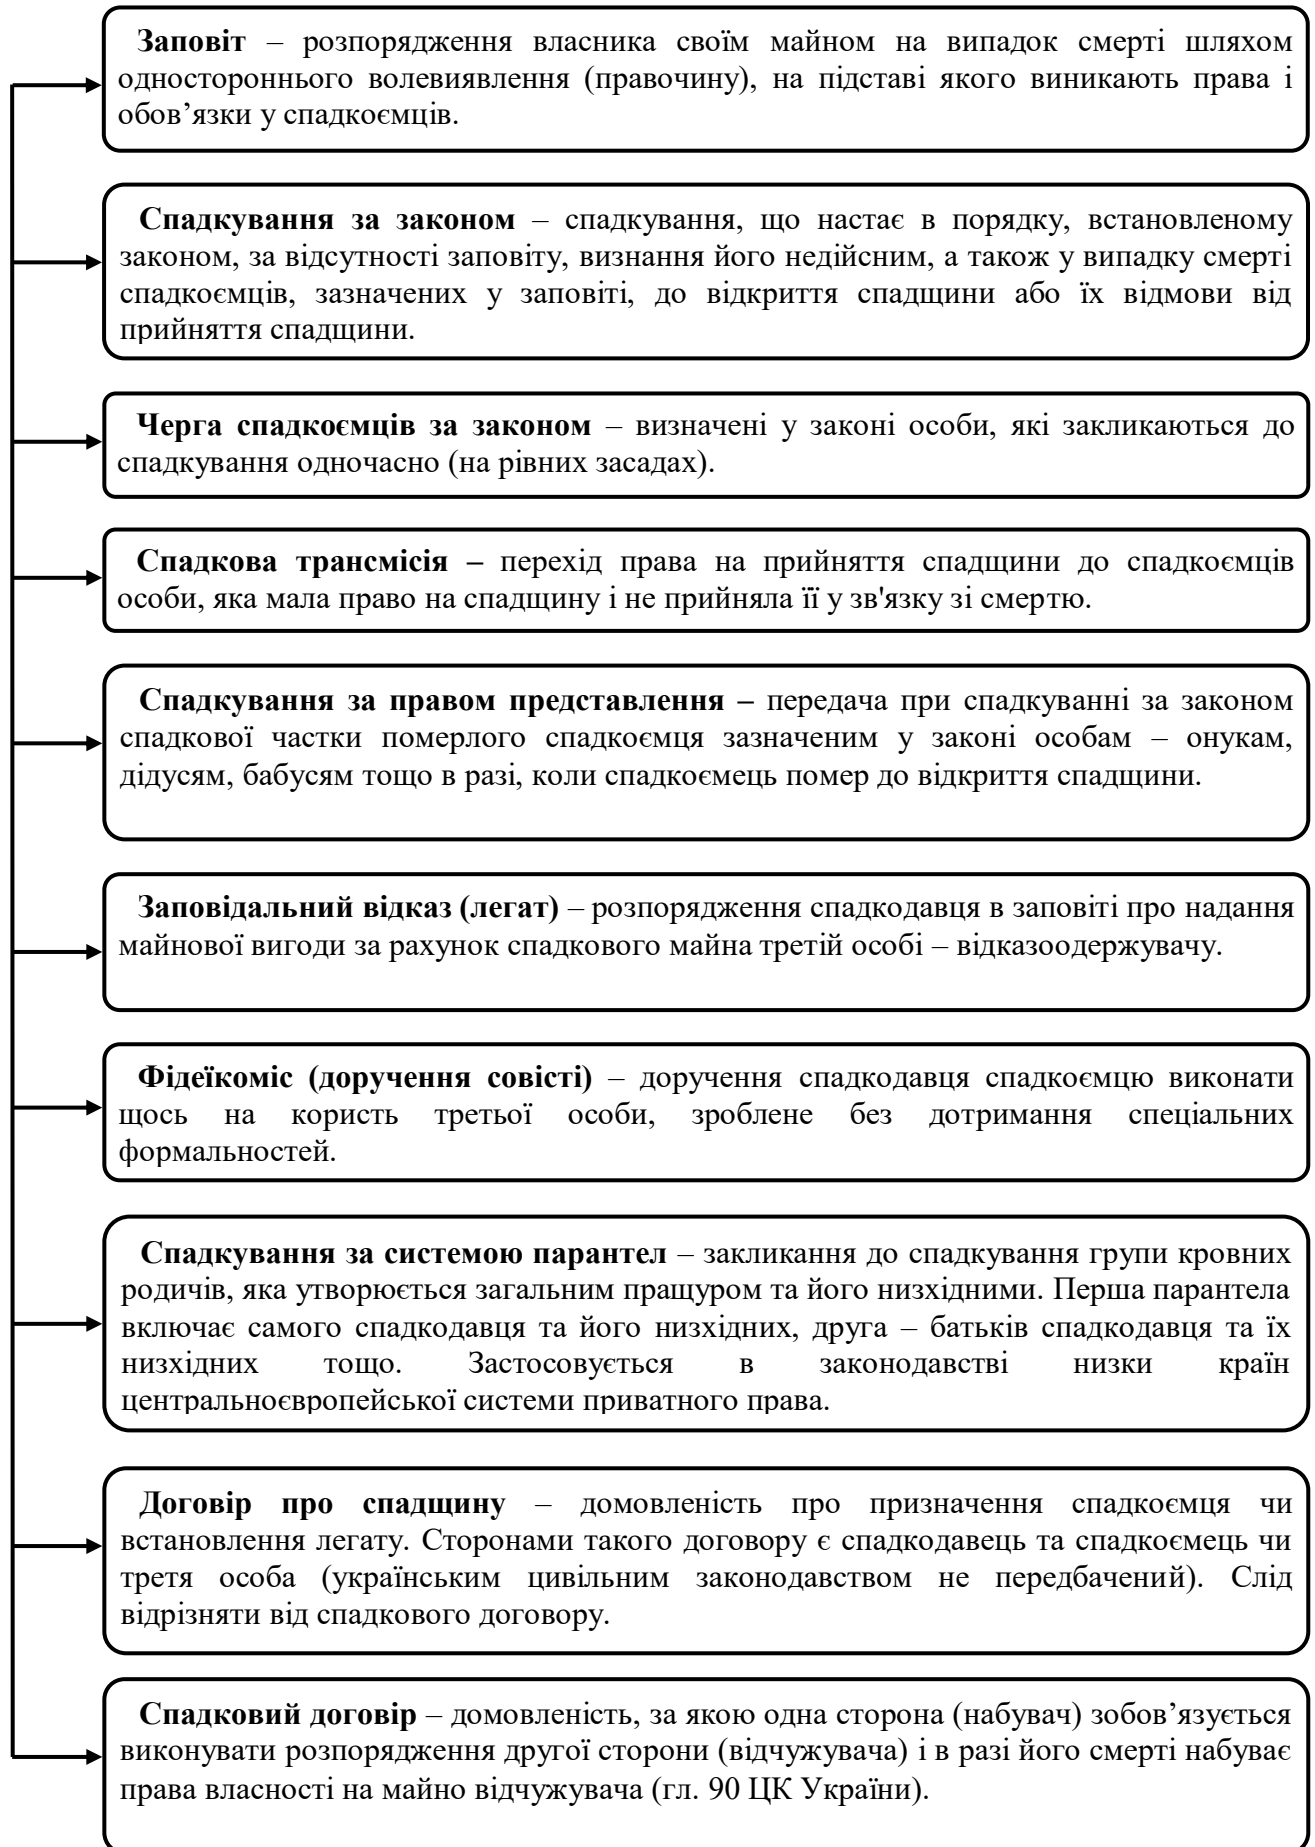 Заповіт – розпорядження власника своїм майном на випадок смерті шляхом
одностороннього волевиявлення (правочину), на підставі якого виникають права і
обов’язки у спадкоємців.
Спадкування за законом – спадкування, що настає в порядку, встановленому
законом, за відсутності заповіту, визнання його недійсним, а також у випадку смерті
спадкоємців, зазначених у заповіті, до відкриття спадщини або їх відмови від
прийняття спадщини.
Черга спадкоємців за законом – визначені у законі особи, які закликаються до
спадкування одночасно (на рівних засадах).
Спадкова трансмісія – перехід права на прийняття спадщини до спадкоємців
особи, яка мала право на спадщину і не прийняла її у зв'язку зі смертю.
Спадкування за правом представлення – передача при спадкуванні за законом
спадкової частки померлого спадкоємця зазначеним у законі особам – онукам,
дідусям, бабусям тощо в разі, коли спадкоємець помер до відкриття спадщини.
Заповідальний відказ (легат) – розпорядження спадкодавця в заповіті про надання
майнової вигоди за рахунок спадкового майна третій особі – відказоодержувачу.
Фідеїкоміс (доручення совісті) – доручення спадкодавця спадкоємцю виконати
щось на користь третьої особи, зроблене без дотримання спеціальних
формальностей.
Спадкування за системою парантел – закликання до спадкування групи кровних
родичів, яка утворюється загальним пращуром та його низхідними. Перша парантела
включає самого спадкодавця та його низхідних, друга – батьків спадкодавця та їх
низхідних тощо. Застосовується в законодавстві низки країн
центральноєвропейської системи приватного права.
Договір про спадщину – домовленість про призначення спадкоємця чи
встановлення легату. Сторонами такого договору є спадкодавець та спадкоємець чи
третя особа (українським цивільним законодавством не передбачений). Слід
відрізняти від спадкового договору.
Спадковий договір – домовленість, за якою одна сторона (набувач) зобов’язується
виконувати розпорядження другої сторони (відчужувача) і в разі його смерті набуває
права власності на майно відчужувача (гл. 90 ЦК України).